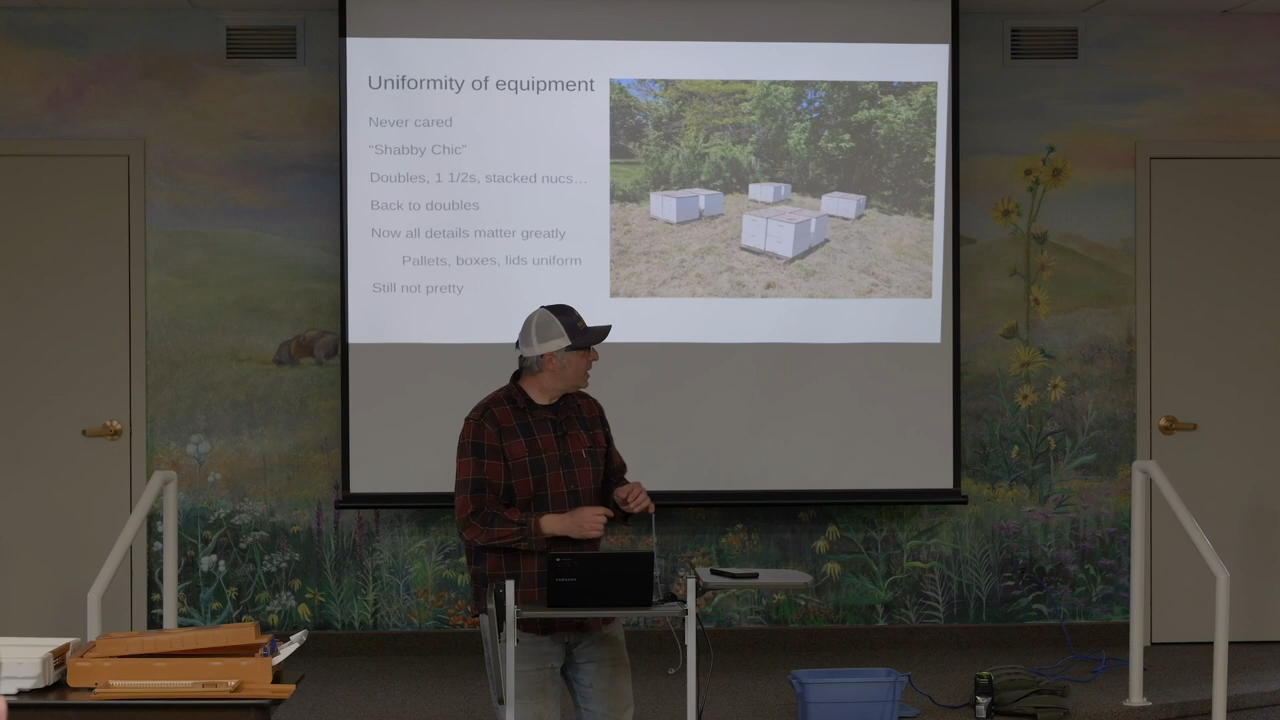 Uniformity of equipment
Never cared
“Shabby Chic”
Doubles, 1 1/2s, stacked nucs…
Back to doubles
Now all details matter greatly
Pallets, boxes, lids uniform
Still not pretty
SAMSUNG